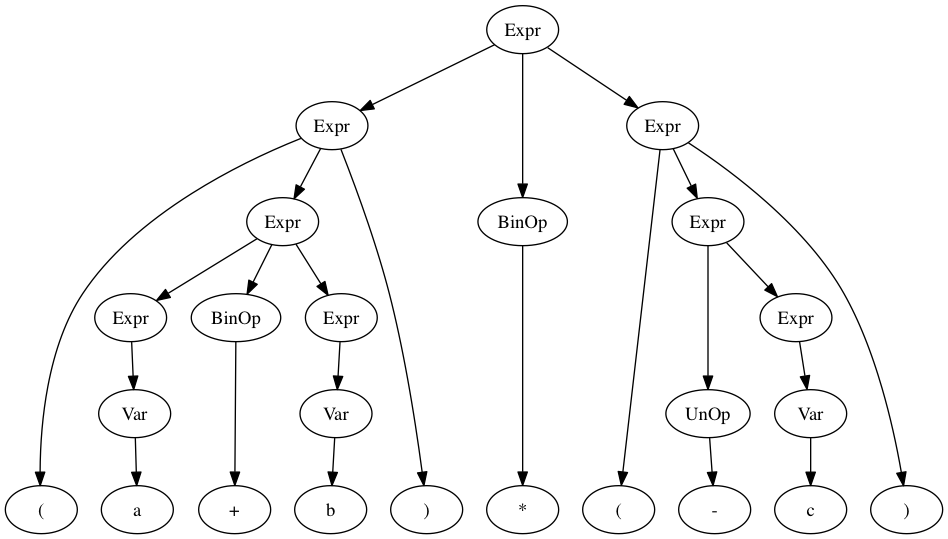 Expr
Expr Expr
Expr BinOp Expr
Expr BinOp Expr Expr
Var Var UnOp Var
( a + b ) * ( - c )